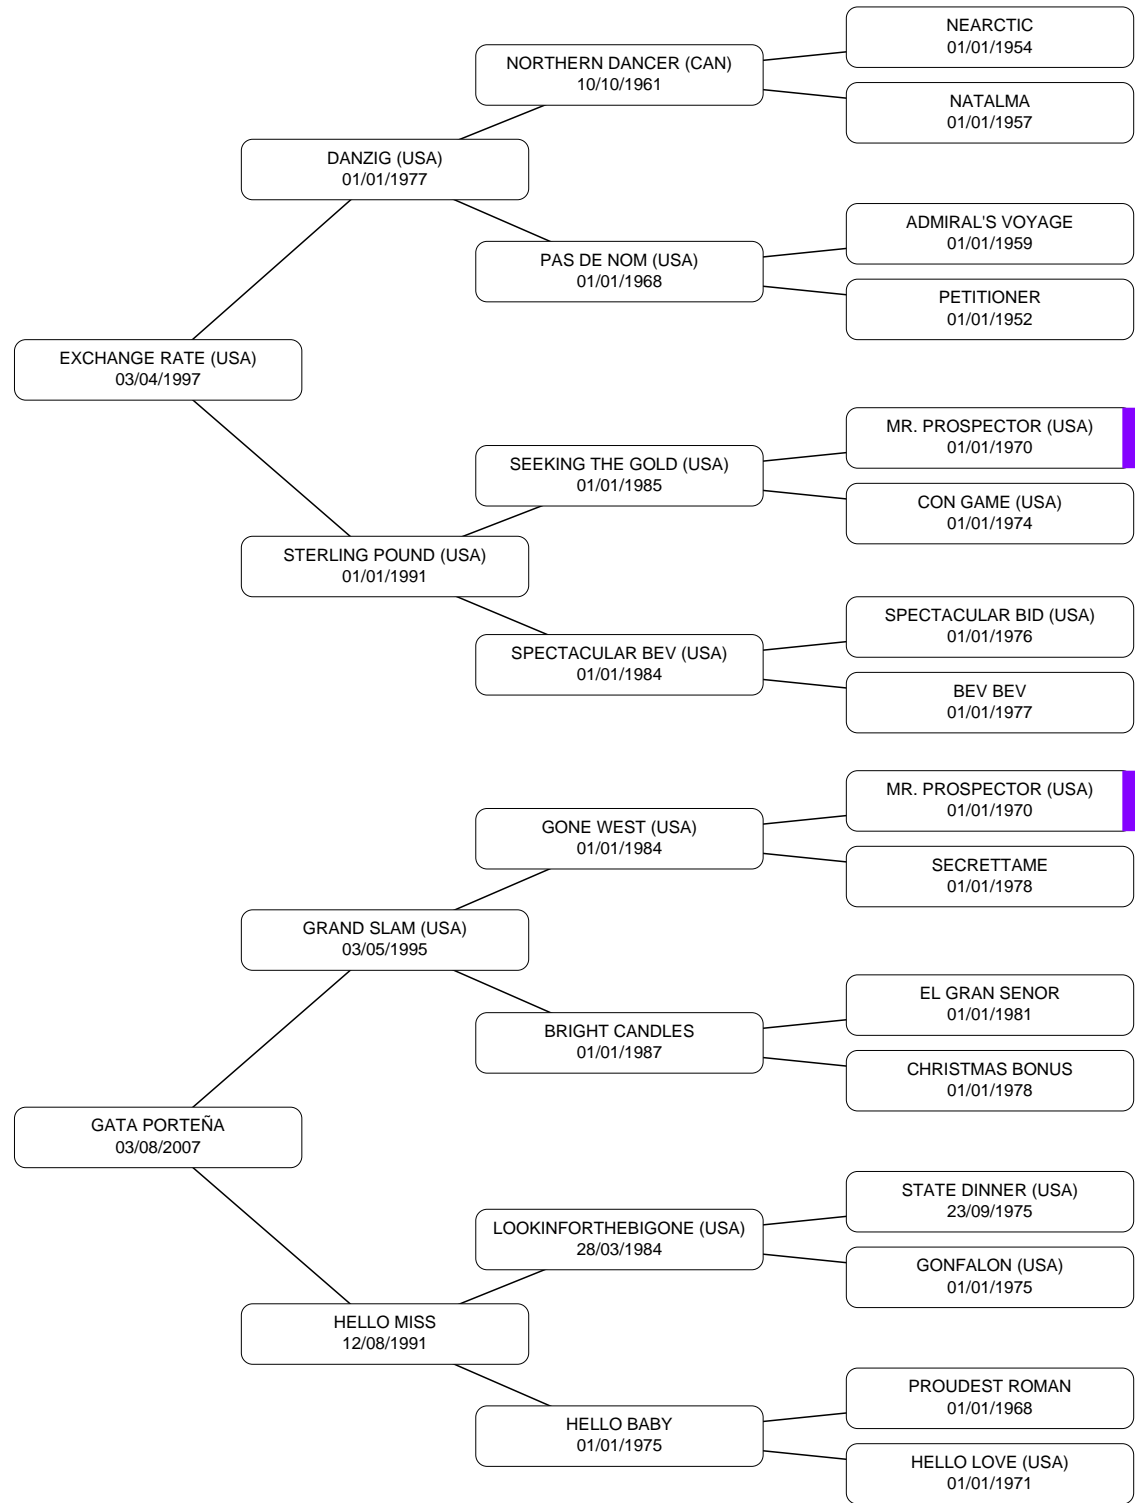 NEARCTIC
01/01/1954
NORTHERN DANCER (CAN)
10/10/1961
NATALMA
01/01/1957
DANZIG (USA)
01/01/1977
ADMIRAL'S VOYAGE
01/01/1959
PAS DE NOM (USA)
01/01/1968
PETITIONER
01/01/1952
EXCHANGE RATE (USA)
03/04/1997
MR. PROSPECTOR (USA)
01/01/1970
SEEKING THE GOLD (USA)
01/01/1985
CON GAME (USA)
01/01/1974
STERLING POUND (USA)
01/01/1991
SPECTACULAR BID (USA)
01/01/1976
SPECTACULAR BEV (USA)
01/01/1984
BEV BEV
01/01/1977
MR. PROSPECTOR (USA)
01/01/1970
GONE WEST (USA)
01/01/1984
SECRETTAME
01/01/1978
GRAND SLAM (USA)
03/05/1995
EL GRAN SENOR
01/01/1981
BRIGHT CANDLES
01/01/1987
CHRISTMAS BONUS
01/01/1978
GATA PORTEÑA
03/08/2007
STATE DINNER (USA)
23/09/1975
LOOKINFORTHEBIGONE (USA)
28/03/1984
GONFALON (USA)
01/01/1975
HELLO MISS
12/08/1991
PROUDEST ROMAN
01/01/1968
HELLO BABY
01/01/1975
HELLO LOVE (USA)
01/01/1971